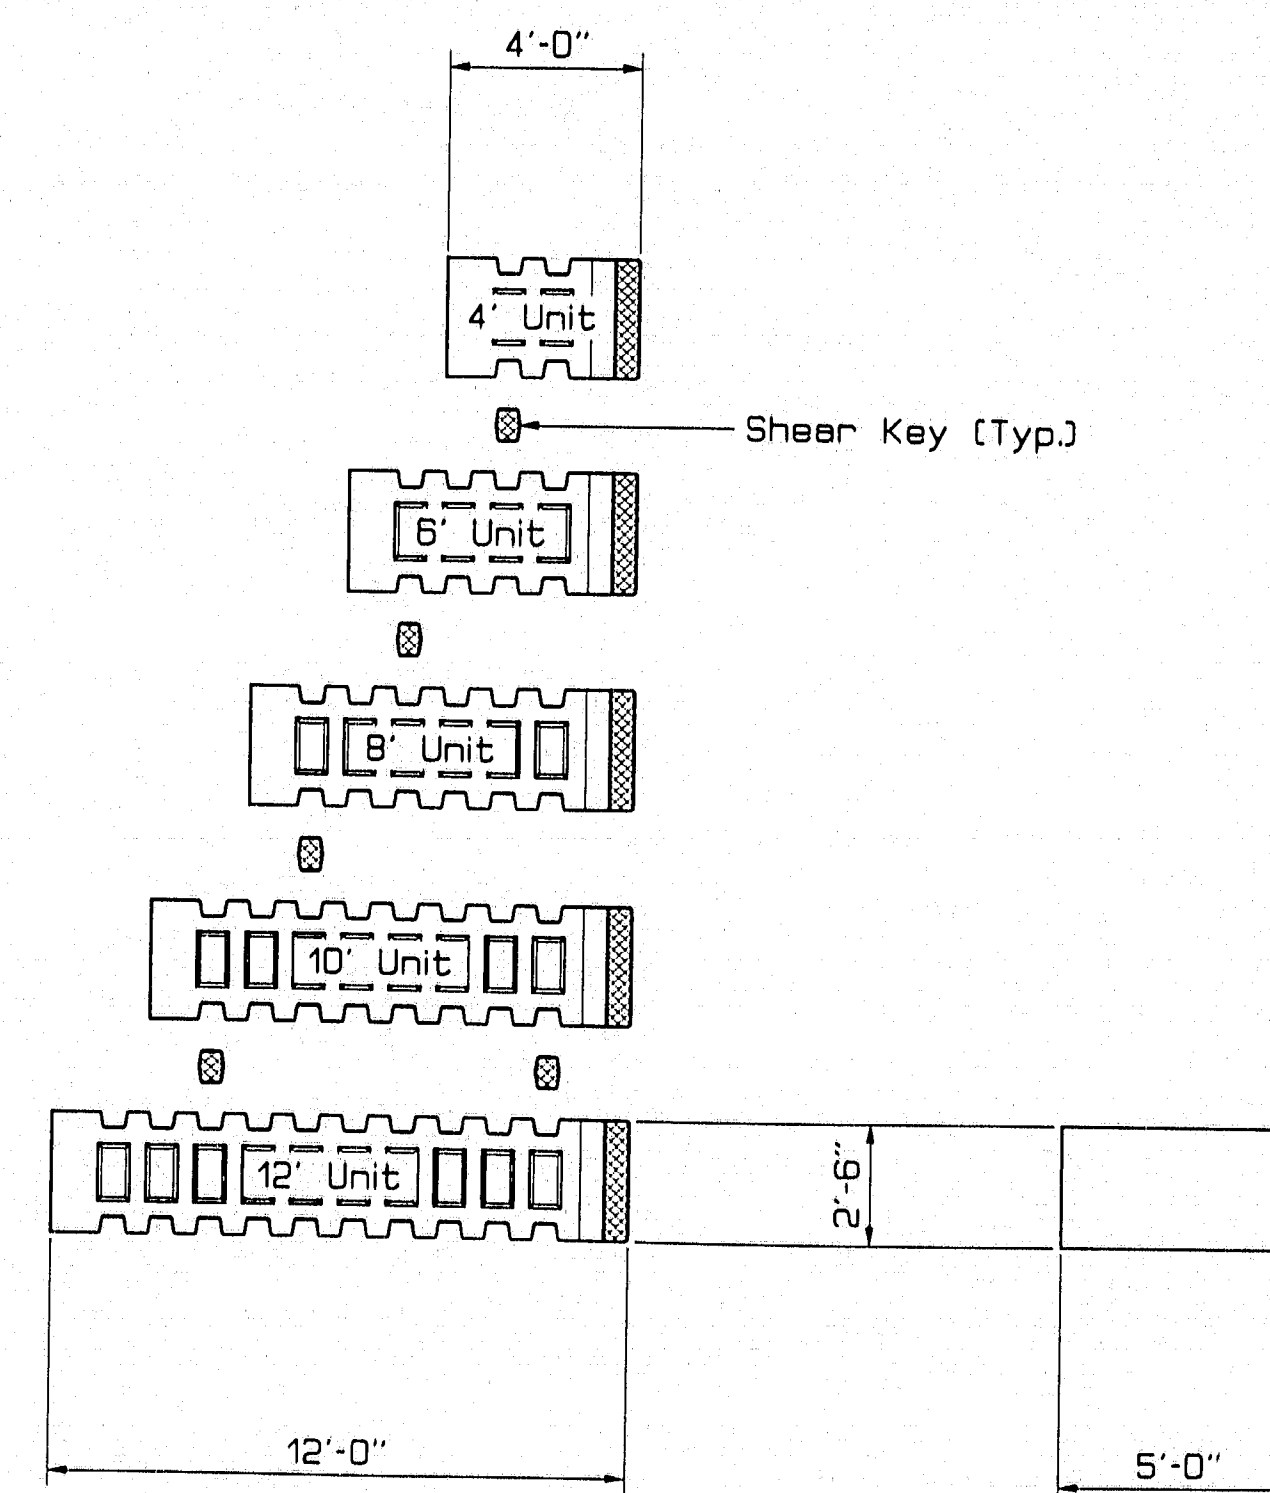 4'-0"
4' Unit
Shear Key (Typ.)
6' Unit
8' Unit
10' Unit
12' Unit
2'-6"
12'-0"
5'-0"